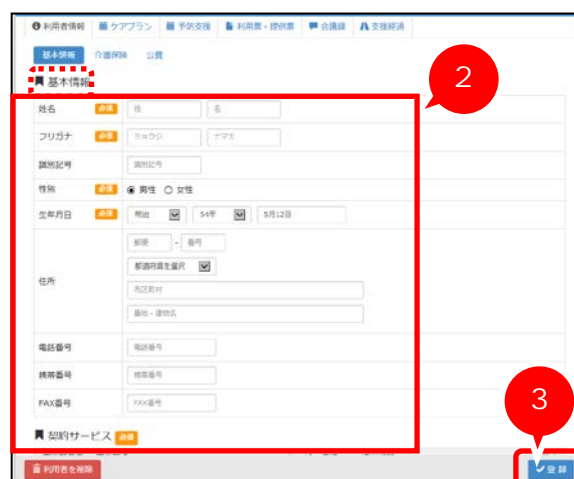 利用者情報 ケアプラン 予防支援 利用票・提供票 会議録 支援経過
基本情報 介護保険 公費
基本情報
2
姓名 必須 姓 名
フリガナ 必須 ミョウジ ナマエ
識別記号 識別記号
性別 必須 男性 女性
生年月日 必須 明治 54年 5月12日
郵便 - 番号
都道府県を選択
住所
市区町村
番地・建物名
電話番号 電話番号
携帯番号 携帯番号
FAX番号 FAX番号
3
契約サービス 必須
利用者を削除 登録